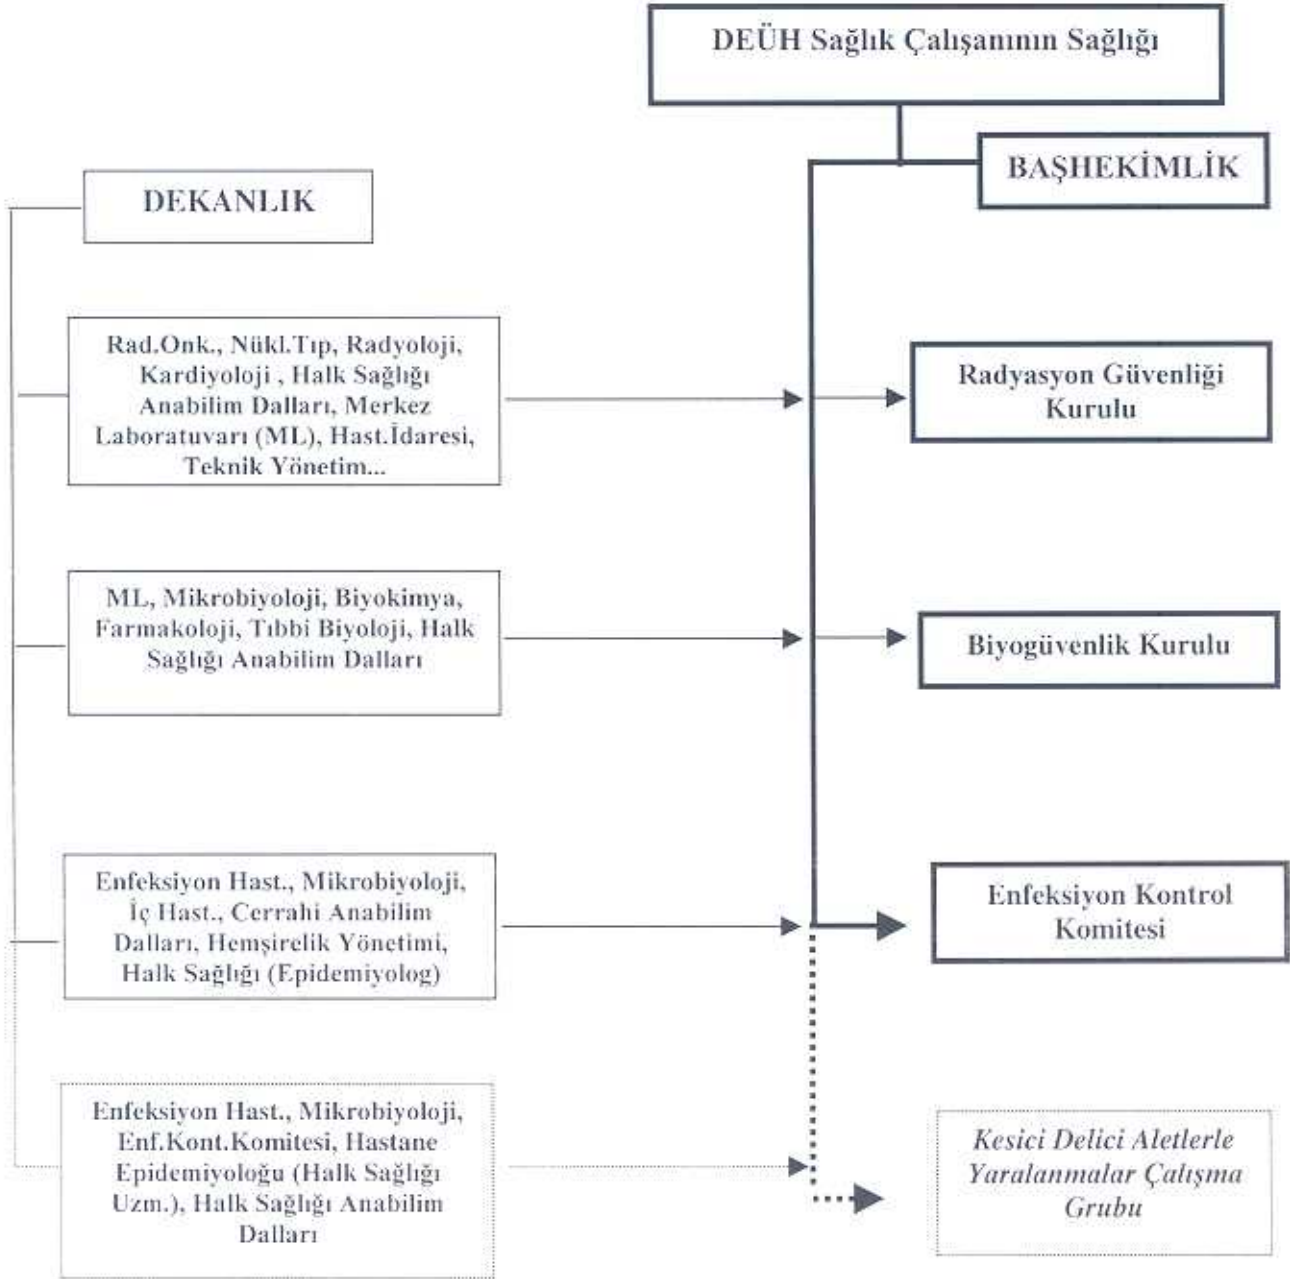 DEÜH Sağlık Çalışanının Sağlığı
BAŞHEKİMLİK
DEKANLIK
Rad.Onk., Nükl.Tıp, Radyoloji,
Kardiyoloji , Halk Sağlığı
Anabilim Dalları, Merkez
Laboratuvarı (ML), Hast.İdaresi,
Teknik Yönetim...
Radyasyon Güvenliği
Kurulu
ML, Mikrobiyoloji, Biyokimya,
Farmakoloji, Tıbbi Biyoloji, Halk
Sağlığı Anabilim Dalları
Biyogüvenlik Kurulu
Enfeksiyon Hast., Mikrobiyoloji,
İç Hast., Cerrahi Anabilim
Dalları, Hemşirelik Yönetimi,
Halk Sağlığı (Epidemiyolog)
Enfeksiyon Kontrol
Komitesi
Enfeksiyon Hast., Mikrobiyoloji,
Enf.Kont.Komitesi, Hastane
Epidemiyoloğu (Halk Sağlığı
Uzm.), Halk Sağlığı Anabilim
Dalları
Kesici Delici Aletlerle
Yaralanmalar Çalışma
Grubu